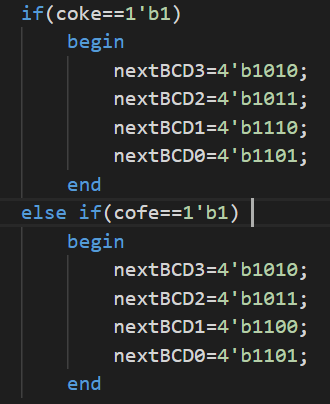 if(coke==1'b1)
begin
nextBCD3=4'b1010;
nextBCD2=4'b1011;
nextBCD1=4'b1110;
nextBCD0=4'b1101;
end
else if(cofe==1'b1)
begin
nextBCD3=4'b1010;
nextBCD2=4'b1011;
nextBCD1=4'b1100;
nextBCD0=4'b1101;
end